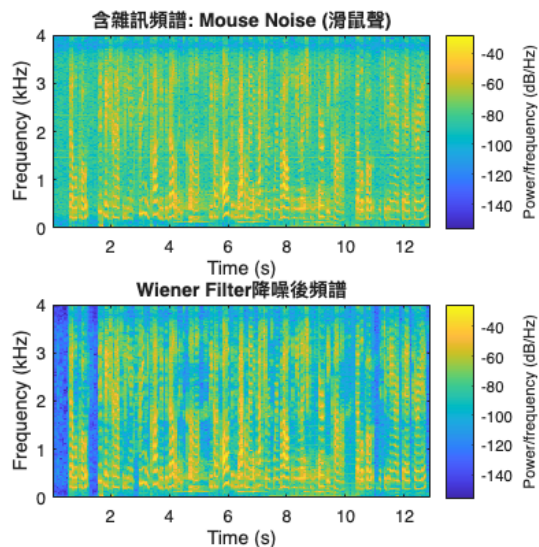 含雜訊頻譜: Mouse Noise (滑鼠聲)
4
3
2
1
0
Frequency (kHz)
2 4 6 8 10 12
Time (s)
-40
-60
-80
-100
-120
-140
Power/frequency (dB/Hz)
Wiener Filter降噪後頻譜
4
3
2
1
0
Frequency (kHz)
2 4 6 8 10 12
Time (s)
-40
-60
-80
-100
-120
-140
Power/frequency (dB/Hz)